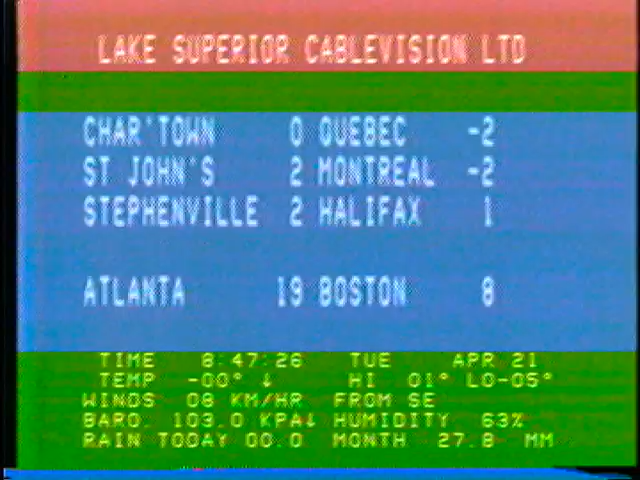 LAKE SUPERIOR CABLEVISION LTD
CHAR'TOWN 0 QUEBEC -2
ST JOHN'S 2 MONTREAL -2
STEPHENVILLE 2 HALIFAX 1
ATLANTA 19 BOSTON 8
TIME 8:47:26 TUE APR 21
TEMP -00° ↓ HI 01° LO-05°
WINDS 08 KM/HR FROM SE
BARO. 103.0 KPA↓ HUMIDITY 63%
RAIN TODAY 00.0 MONTH 27.8 MM